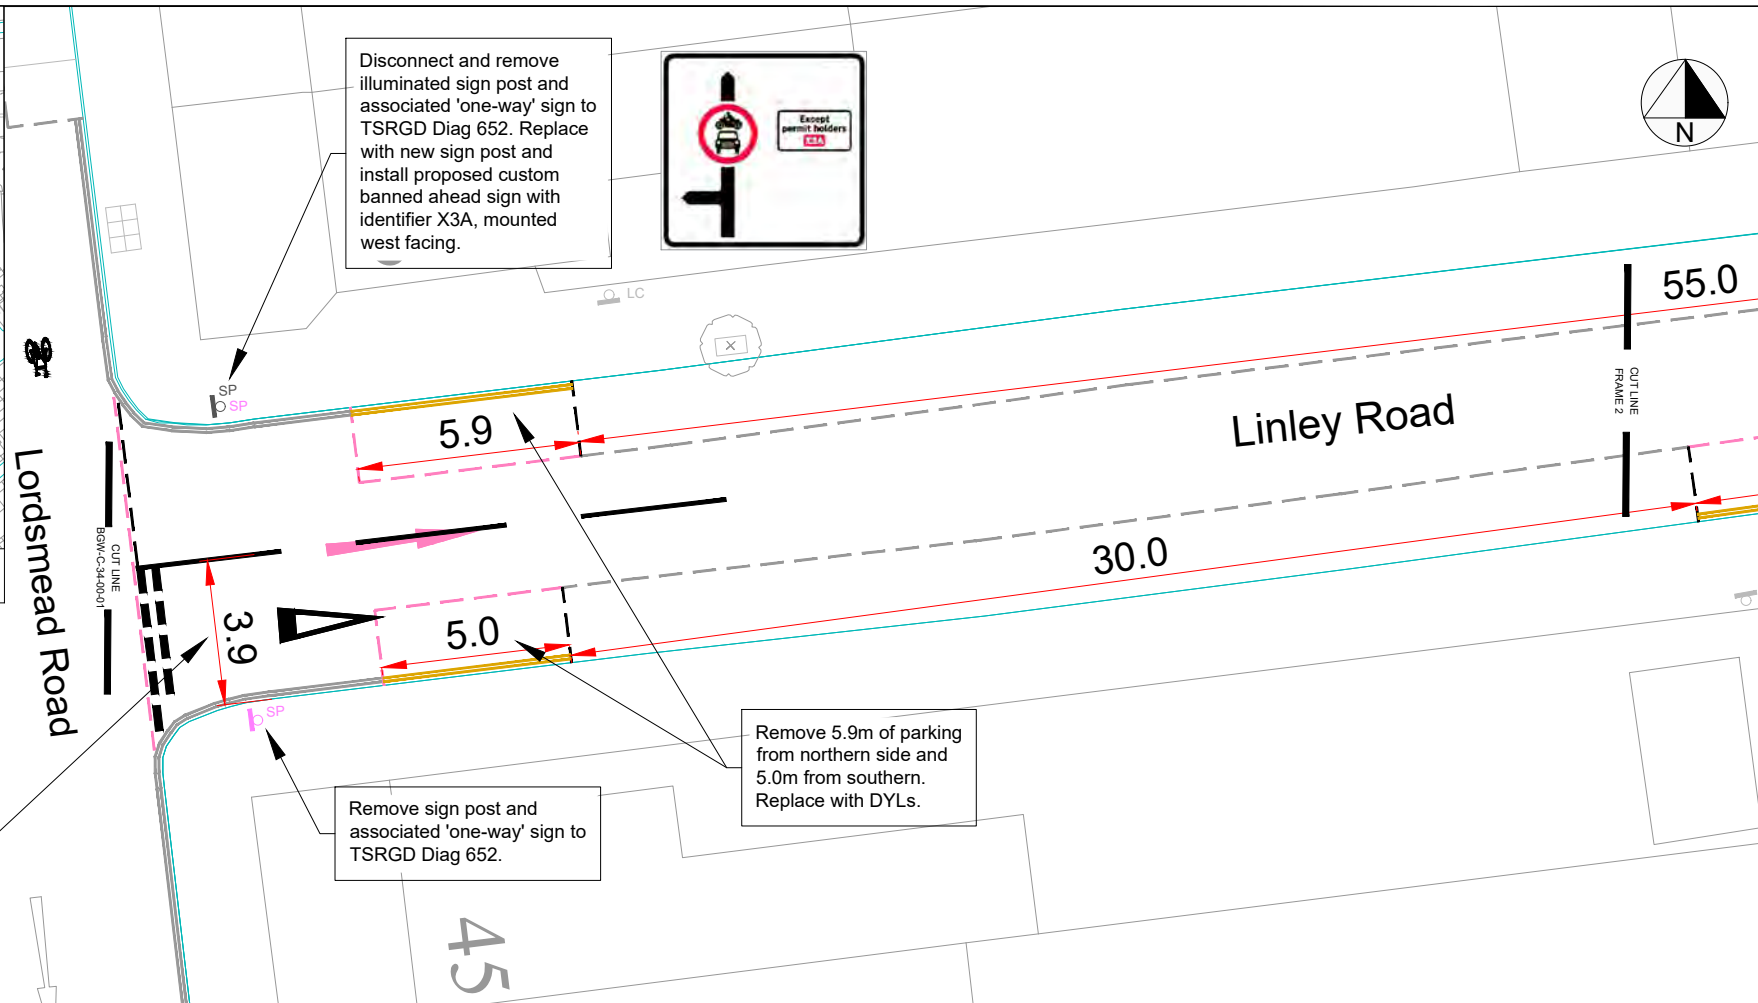 Disconnect and remove
illuminated sign post and
associated 'one-way' sign to
TSRGD Diag 652. Replace
with new sign post and
install proposed custom
banned ahead sign with
identifier X3A, mounted
west facing.
Except
permit holders
X3A
N
LC
55.0
CUT LINE
FRAME 2
SP
SP
5.9
Linley Road
Lordsmead Road
CUT LINE
BGW-C-34-00-01
30.0
3.9
5.0
SP
Remove 5.9m of parking
from northern side and
5.0m from southern.
Replace with DYLs.
Remove sign post and
associated 'one-way' sign to
TSRGD Diag 652.
45